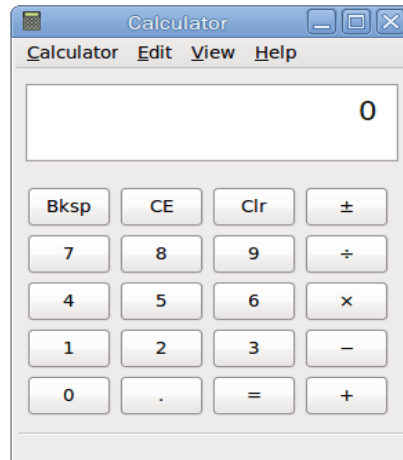 Calculator
Calculator Edit View Help
0
Bksp CE Clr ±
7 8 9 ÷
4 5 6 ×
1 2 3 −
0 . = +